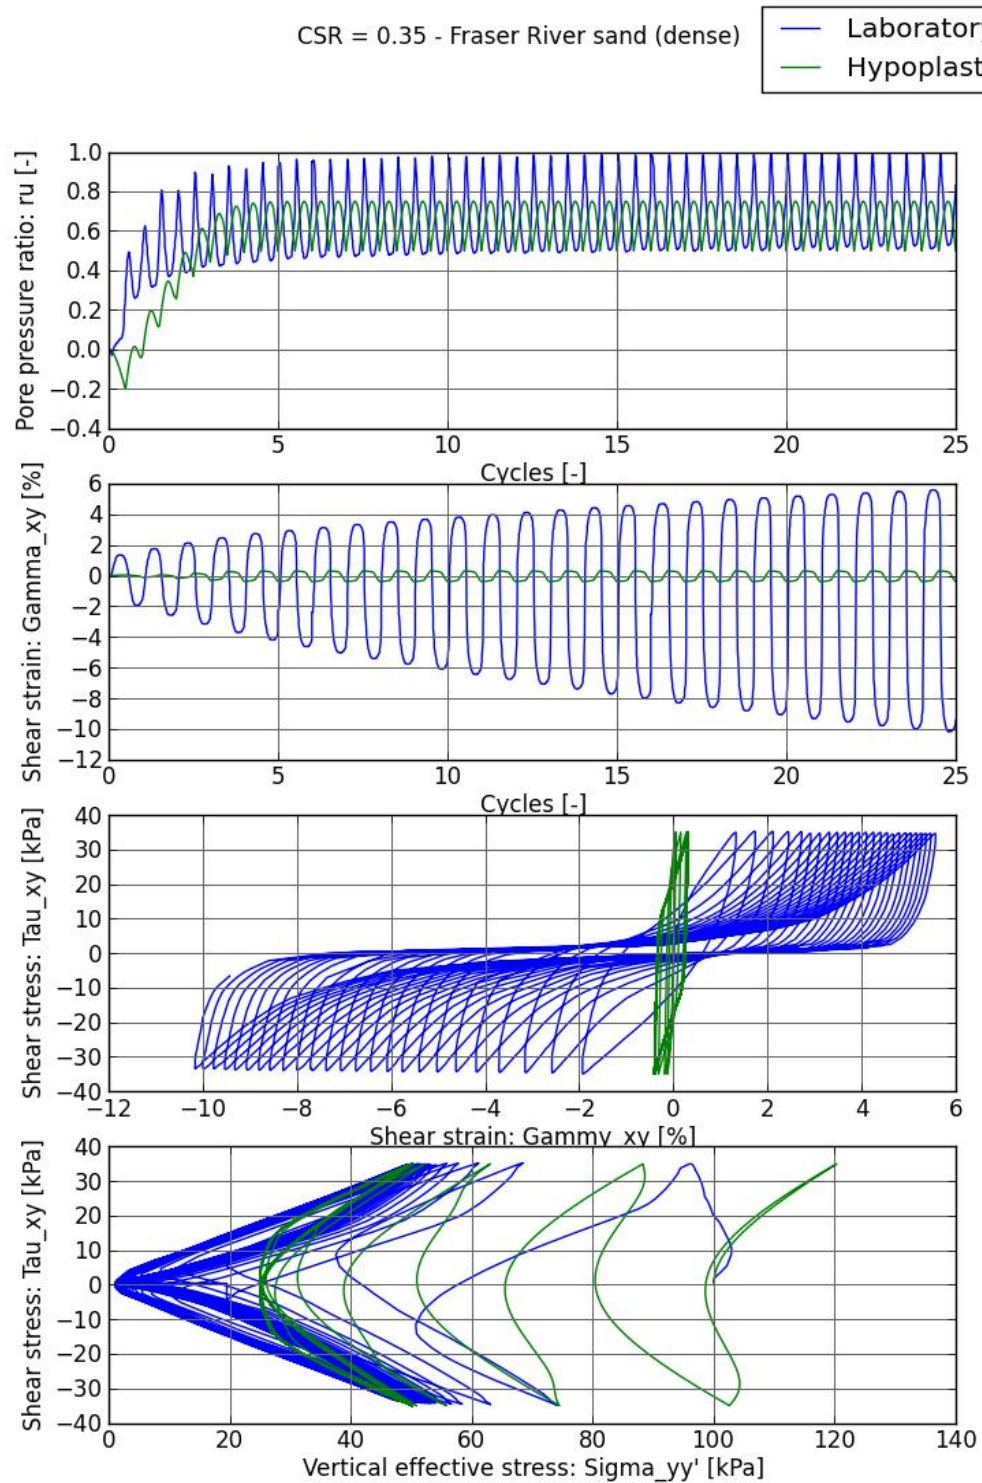 CSR = 0.35 - Fraser River sand (dense)
Laboratory
Hypoplast
Pore pressure ratio: ru [-]
1.0
0.8
0.6
0.4
0.2
0.0
−0.2
−0.4
0 5 10 15 20 25
Cycles [-]
Shear strain: Gamma_xy [%]
6
4
2
0
−2
−4
−6
−8
−10
−12
0 5 10 15 20 25
Cycles [-]
Shear stress: Tau_xy [kPa]
40
30
20
10
0
−10
−20
−30
−40
−12 −10 −8 −6 −4 −2 0 2 4 6
Shear strain: Gammy_xy [%]
Shear stress: Tau_xy [kPa]
40
30
20
10
0
−10
−20
−30
−40
0 20 40 60 80 100 120 140
Vertical effective stress: Sigma_yy' [kPa]